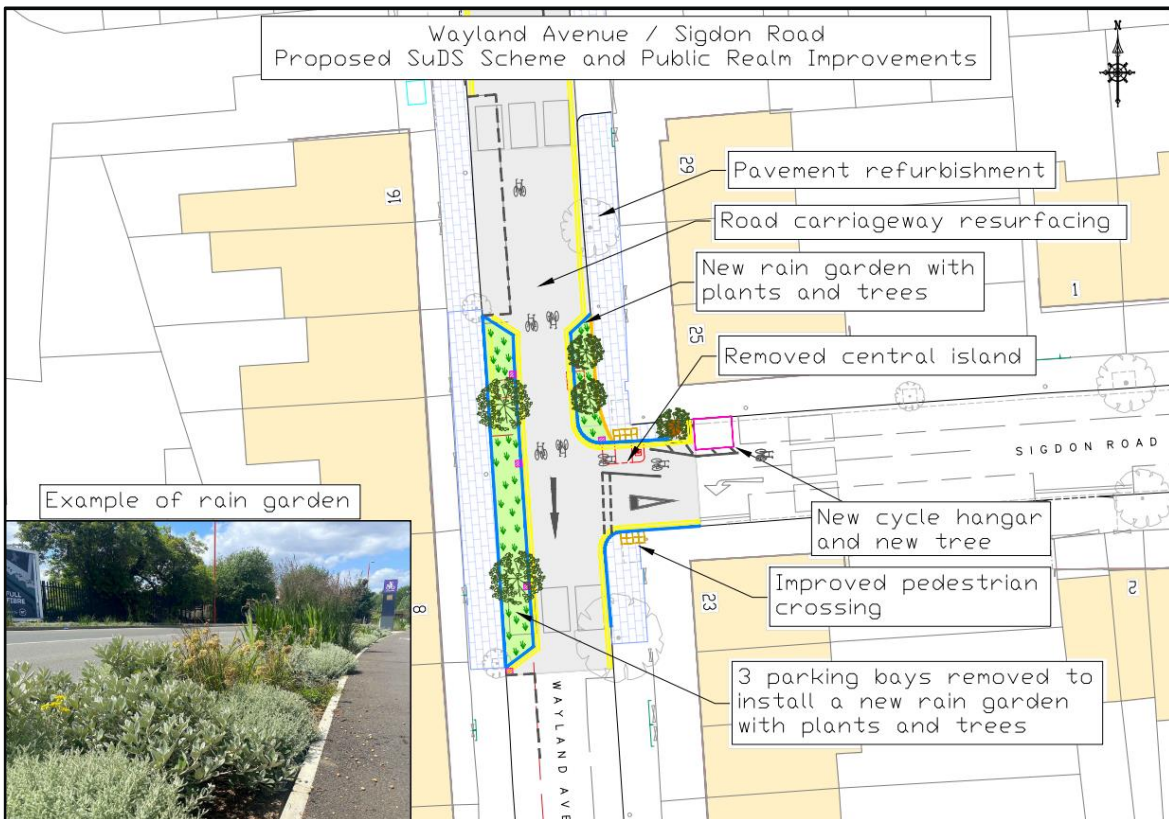 Wayland Avenue / Sigdon Road
Proposed SuDS Scheme and Public Realm Improvements
N
16
29
Pavement refurbishment
Road carriageway resurfacing
New rain garden with
plants and trees
1
25
Removed central island
SIGDON ROAD
Example of rain garden
New cycle hangar
and new tree
Improved pedestrian
crossing
8
23
2
3 parking bays removed to
install a new rain garden
with plants and trees
WAYLAND AVE
FULL
FIBRE